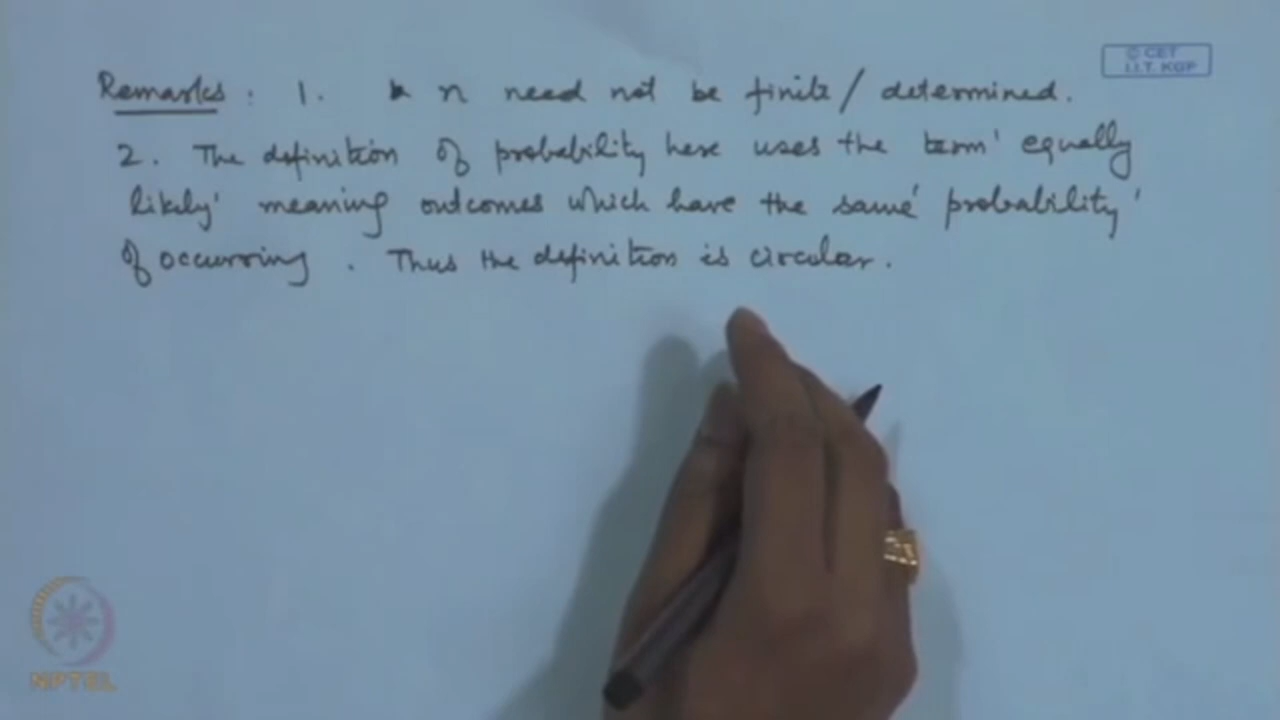 © CET
I.I.T. KGP
Remarks : 1. n need not be finite / determined.
2. The definition of probability here uses the term 'equally
likely' meaning outcomes which have the same 'probability'
of occurring . Thus the definition is circular.
NPTEL